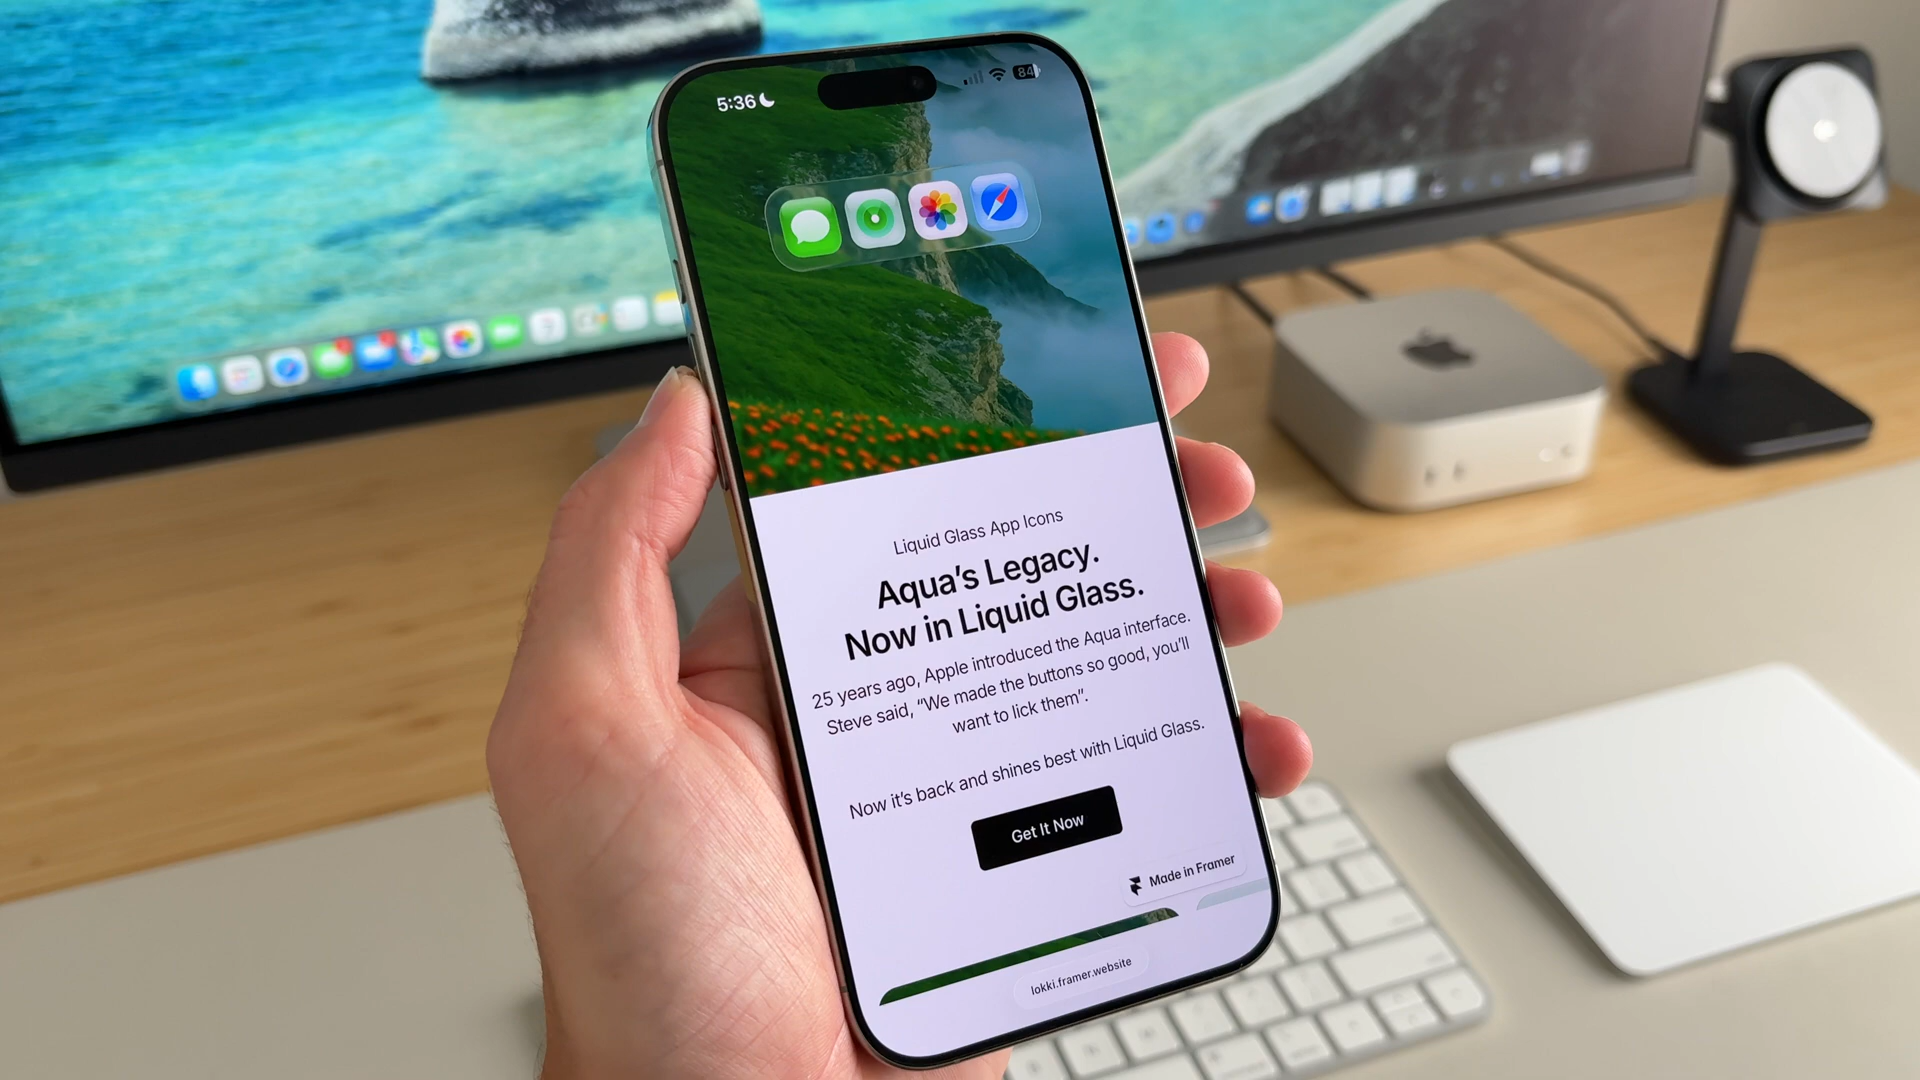 5:36
84
Liquid Glass App Icons
Aqua’s Legacy.
Now in Liquid Glass.
25 years ago, Apple introduced the Aqua interface.
Steve said, “We made the buttons so good, you’ll
want to lick them”.
Now it’s back and shines best with Liquid Glass.
Get It Now
Made in Framer
lokki.framer.website